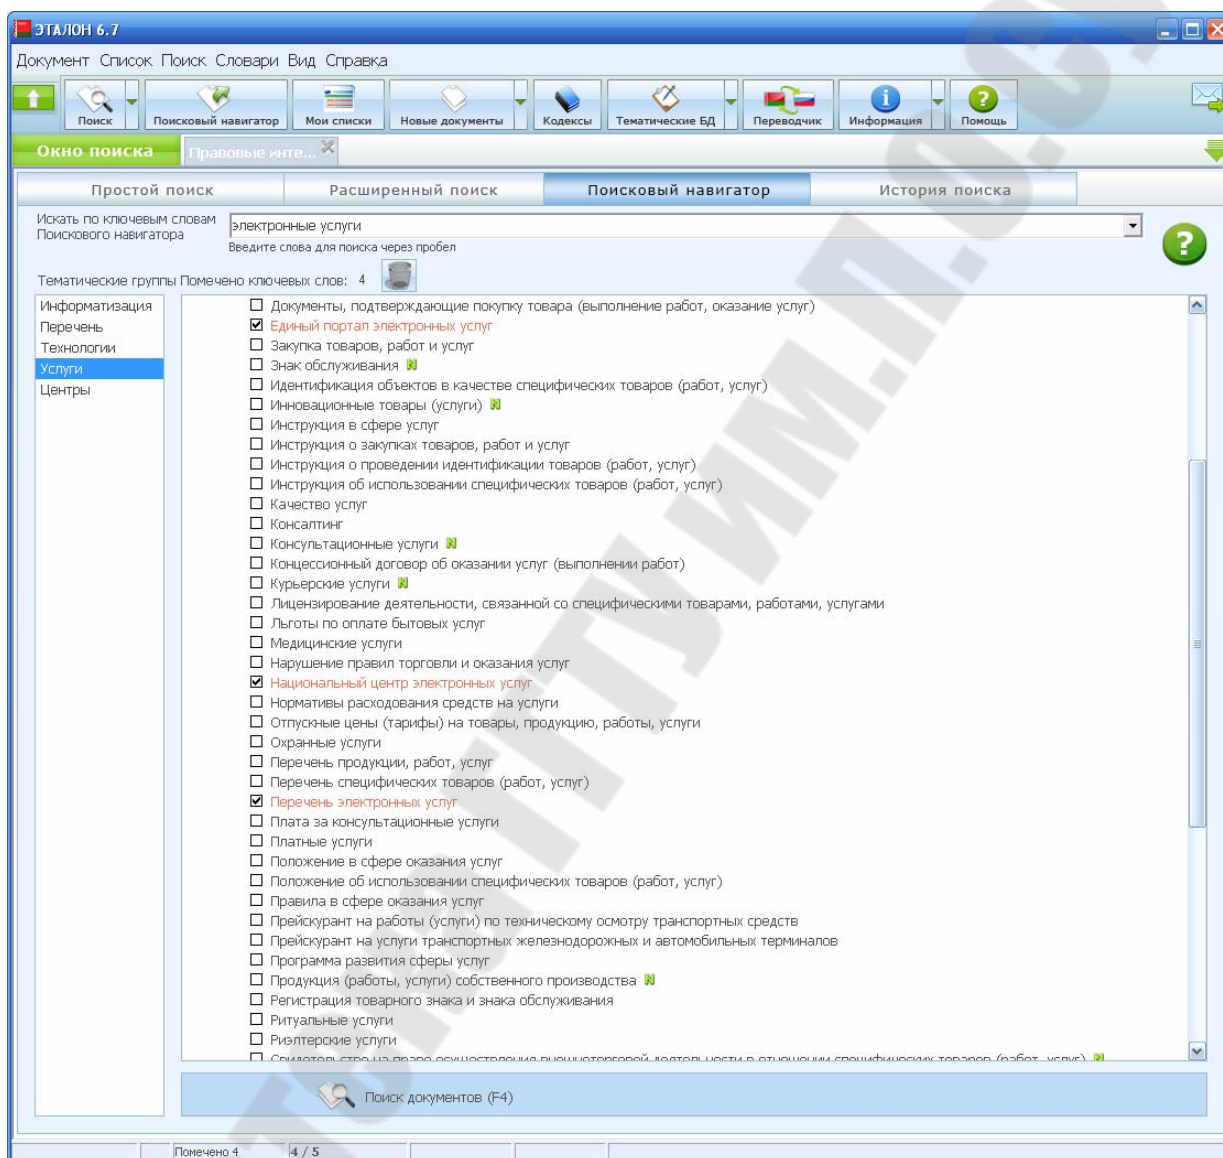 ЭТАЛОН 6.7
Документ Список Поиск Словари Вид Справка
Поиск Поисковый навигатор Мои списки Новые документы Кодексы Тематические БД Переводчик Информация Помощь
Окно поиска Правовые инте...
Простой поиск Расширенный поиск Поисковый навигатор История поиска
Искать по ключевым словам
Поискового навигатора
электронные услуги
Введите слова для поиска через пробел
Тематические группы Помечено ключевых слов: 4
Информатизация
Перечень
Технологии
Услуги
Центры
Документы, подтверждающие покупку товара (выполнение работ, оказание услуг)
Единый портал электронных услуг
Закупка товаров, работ и услуг
Знак обслуживания N
Идентификация объектов в качестве специфических товаров (работ, услуг)
Инновационные товары (услуги) N
Инструкция в сфере услуг
Инструкция о закупках товаров, работ и услуг
Инструкция о проведении идентификации товаров (работ, услуг)
Инструкция об использовании специфических товаров (работ, услуг)
Качество услуг
Консалтинг
Консультационные услуги N
Концессионный договор об оказании услуг (выполнении работ)
Курьерские услуги N
Лицензирование деятельности, связанной со специфическими товарами, работами, услугами
Льготы по оплате бытовых услуг
Медицинские услуги
Нарушение правил торговли и оказания услуг
Национальный центр электронных услуг
Нормативы расходования средств на услуги
Отпускные цены (тарифы) на товары, продукцию, работы, услуги
Охранные услуги
Перечень продукции, работ, услуг
Перечень специфических товаров (работ, услуг)
Перечень электронных услуг
Плата за консультационные услуги
Платные услуги
Положение в сфере оказания услуг
Положение об использовании специфических товаров (работ, услуг)
Правила в сфере оказания услуг
Прейскурант на работы (услуги) по техническому осмотру транспортных средств
Прейскурант на услуги транспортных железнодорожных и автомобильных терминалов
Программа развития сферы услуг
Продукция (работы, услуги) собственного производства N
Регистрация товарного знака и знака обслуживания
Ритуальные услуги
Риэлтерские услуги
Свидетельство на право осуществления внешнеторговой деятельности в отношении специфических товаров (работ, услуг) N
Поиск документов (F4)
Помечено 4 4 / 5